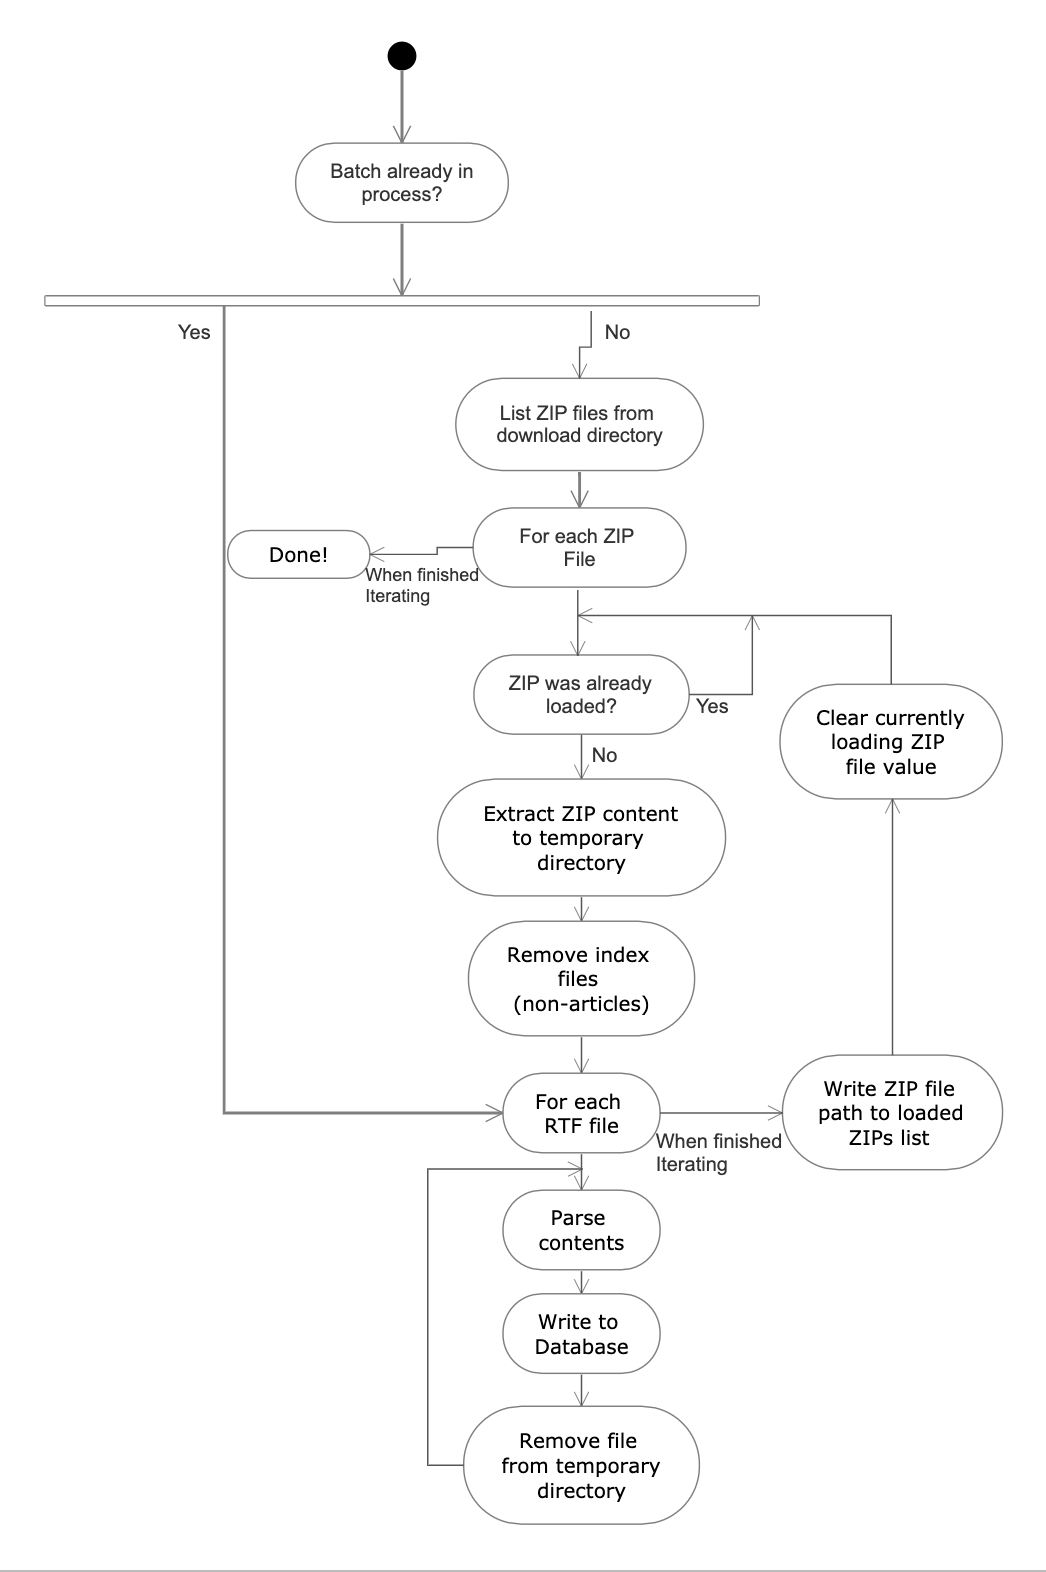 Batch already in
process?
Yes
No
List ZIP files from
download directory
For each ZIP
File
Done!
When finished
Iterating
ZIP was already
loaded?
Yes
Clear currently
loading ZIP
file value
No
Extract ZIP content
to temporary
directory
Remove index
files
(non-articles)
For each
RTF file
When finished
Iterating
Write ZIP file
path to loaded
ZIPs list
Parse
contents
Write to
Database
Remove file
from temporary
directory